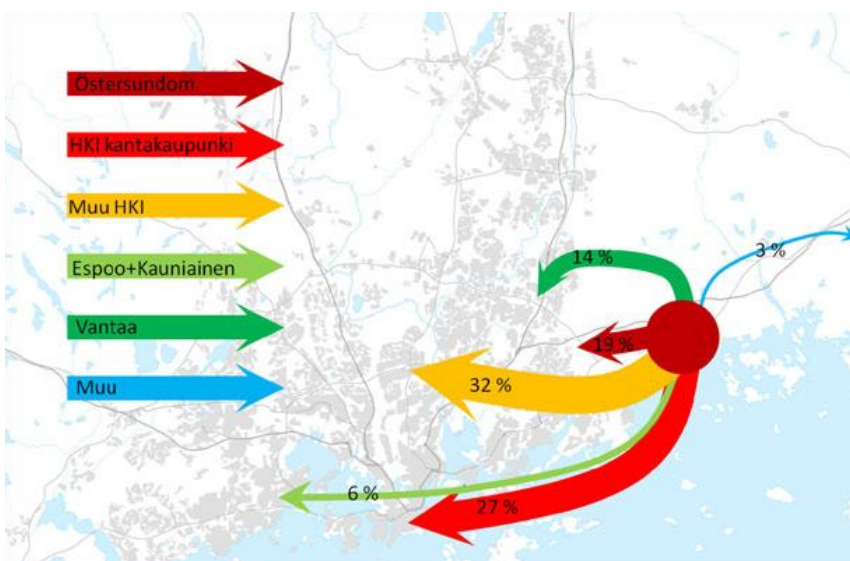 Östersundom
HKI kantakaupunki
Muu HKI
Espoo+Kauniainen
Vantaa
Muu
14 %
3 %
19 %
32 %
6 %
27 %